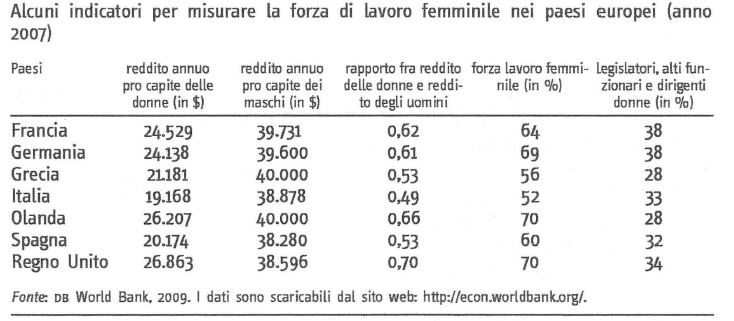 Alcuni indicatori per misurare la forza di lavoro femminile nei paesi europei (anno
2007)
Paesi reddito annuo reddito annuo rapporto fra reddito forza lavoro femmi- legislatori, alti fun-
pro capite delle pro capite dei delle donne e reddi- nile (in %) zionari e dirigenti
donne (in $) maschi (in $) to degli uomini donne (in %)
Francia 24.529 39.731 0,62 64 38
Germania 24.138 39.600 0,61 69 38
Grecia 21.181 40.000 0,53 56 28
Italia 19.168 38.878 0,49 52 33
Olanda 26.207 40.000 0,66 70 28
Spagna 20.174 38.280 0,53 60 32
Regno Unito 26.863 38.596 0,70 70 34
Fonte: DB World Bank, 2009. I dati sono scaricabili dal sito web: http://econ.worldbank.org/.